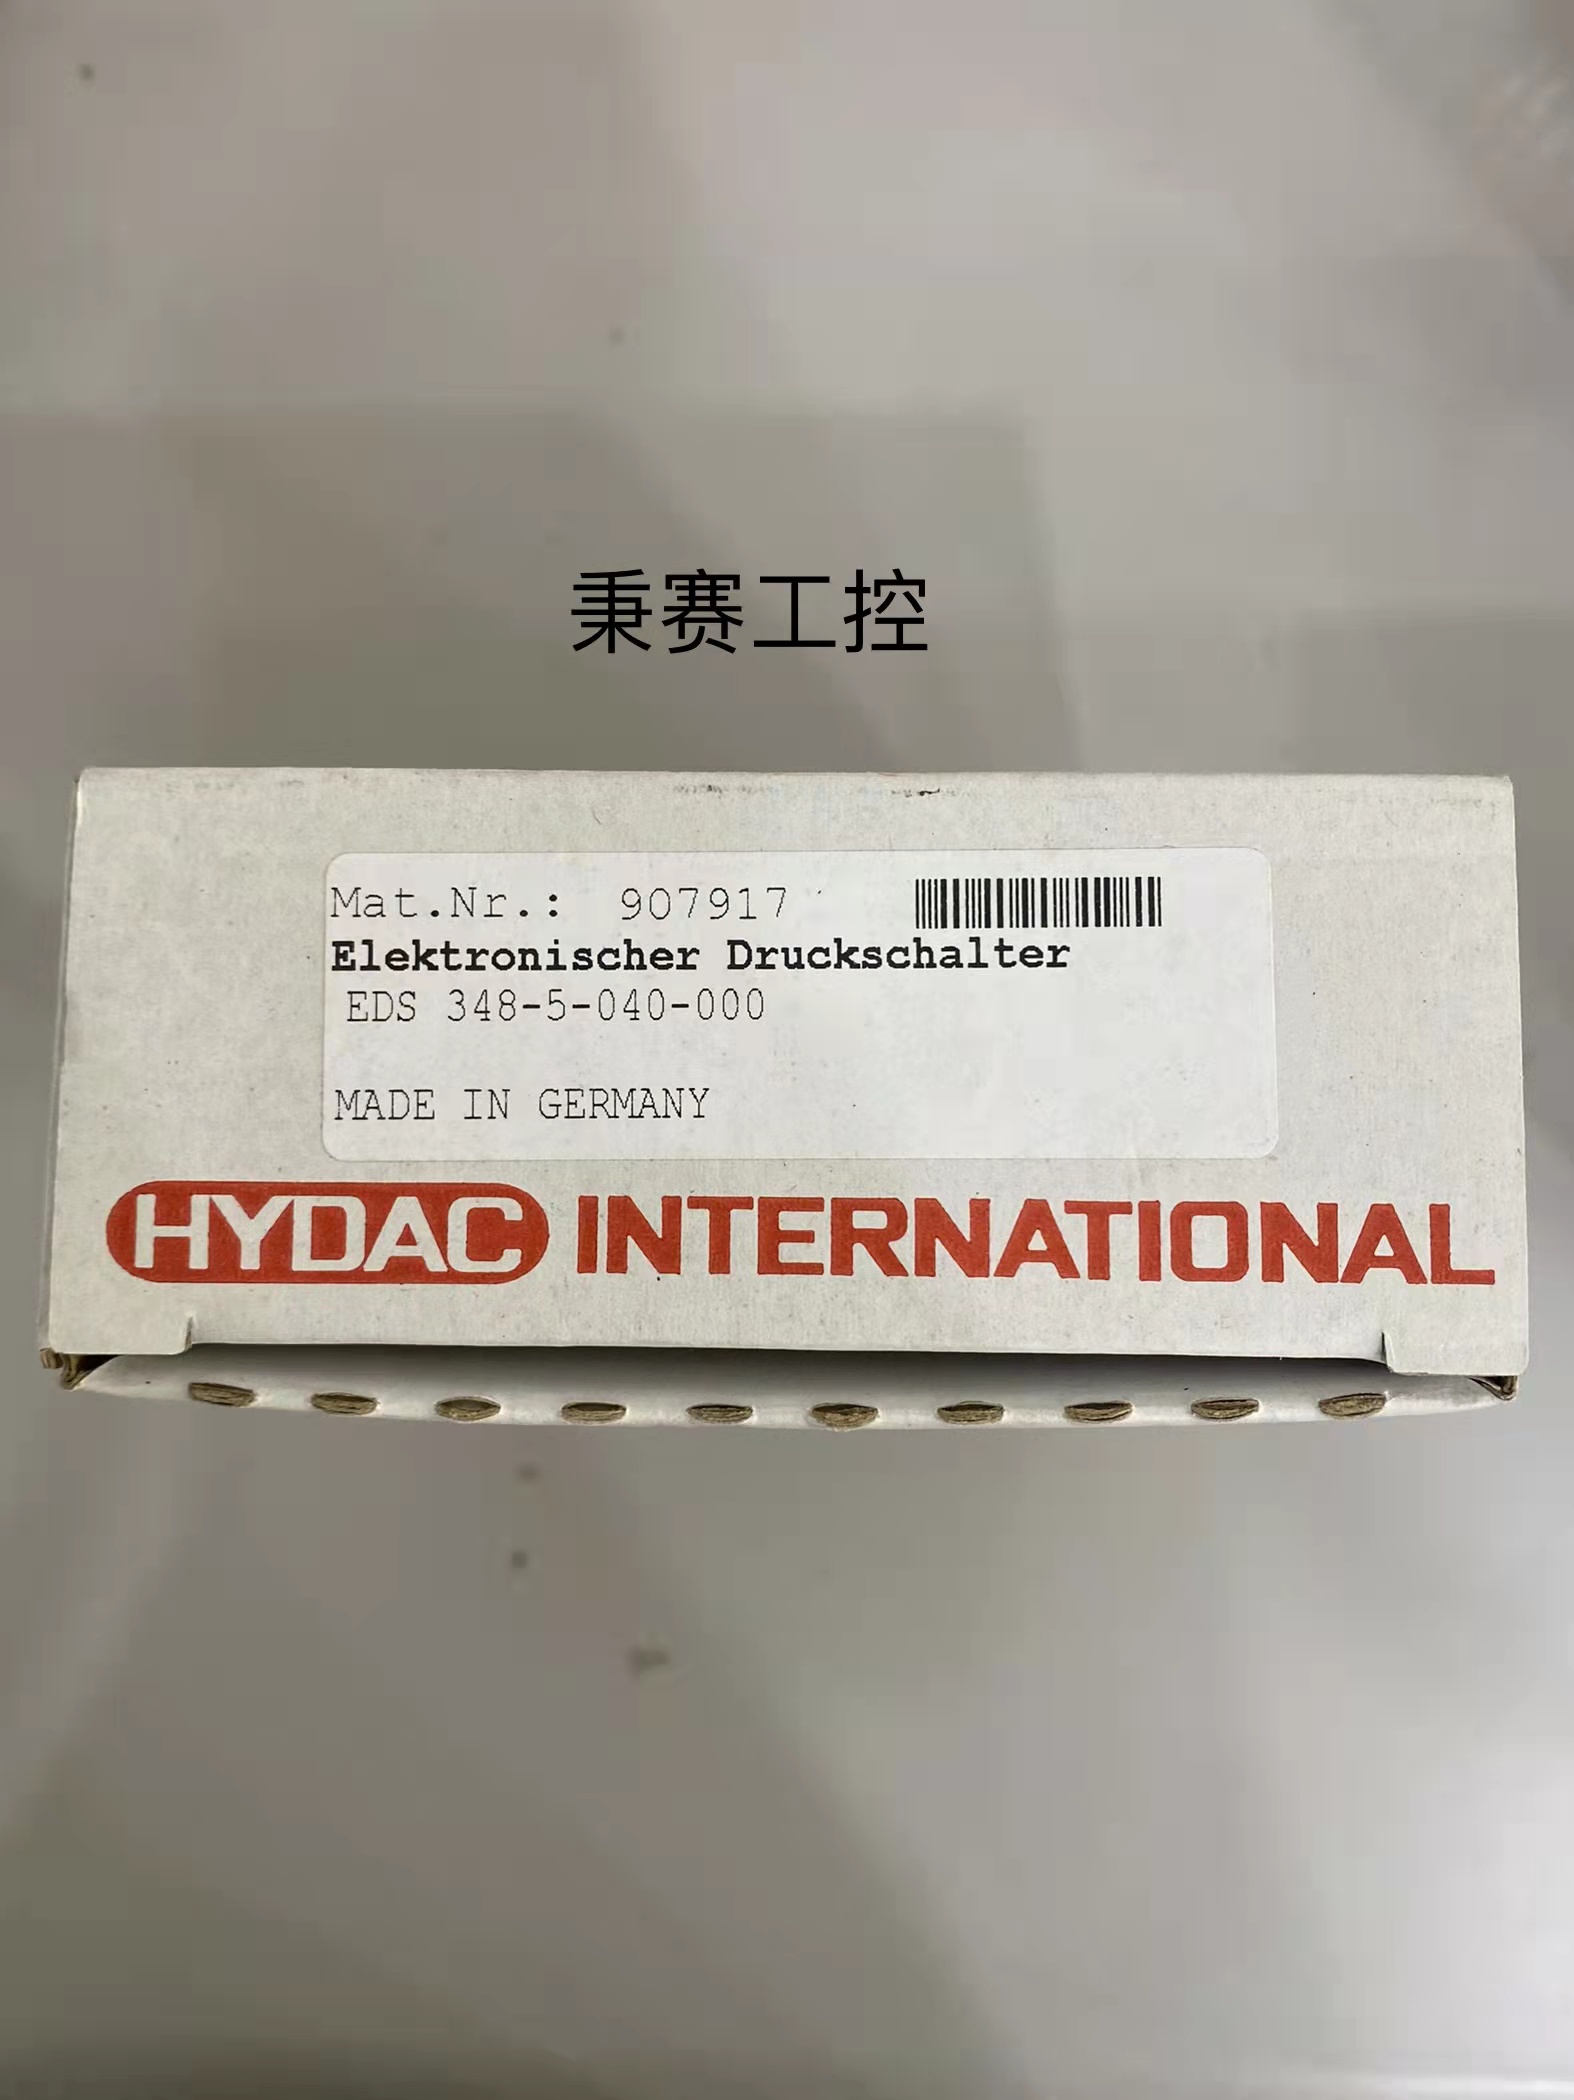 秉赛工控
Mat.Nr.: 907917
Elektronischer Druckschalter
EDS 348-5-040-000
MADE IN GERMANY
HYDAC INTERNATIONAL